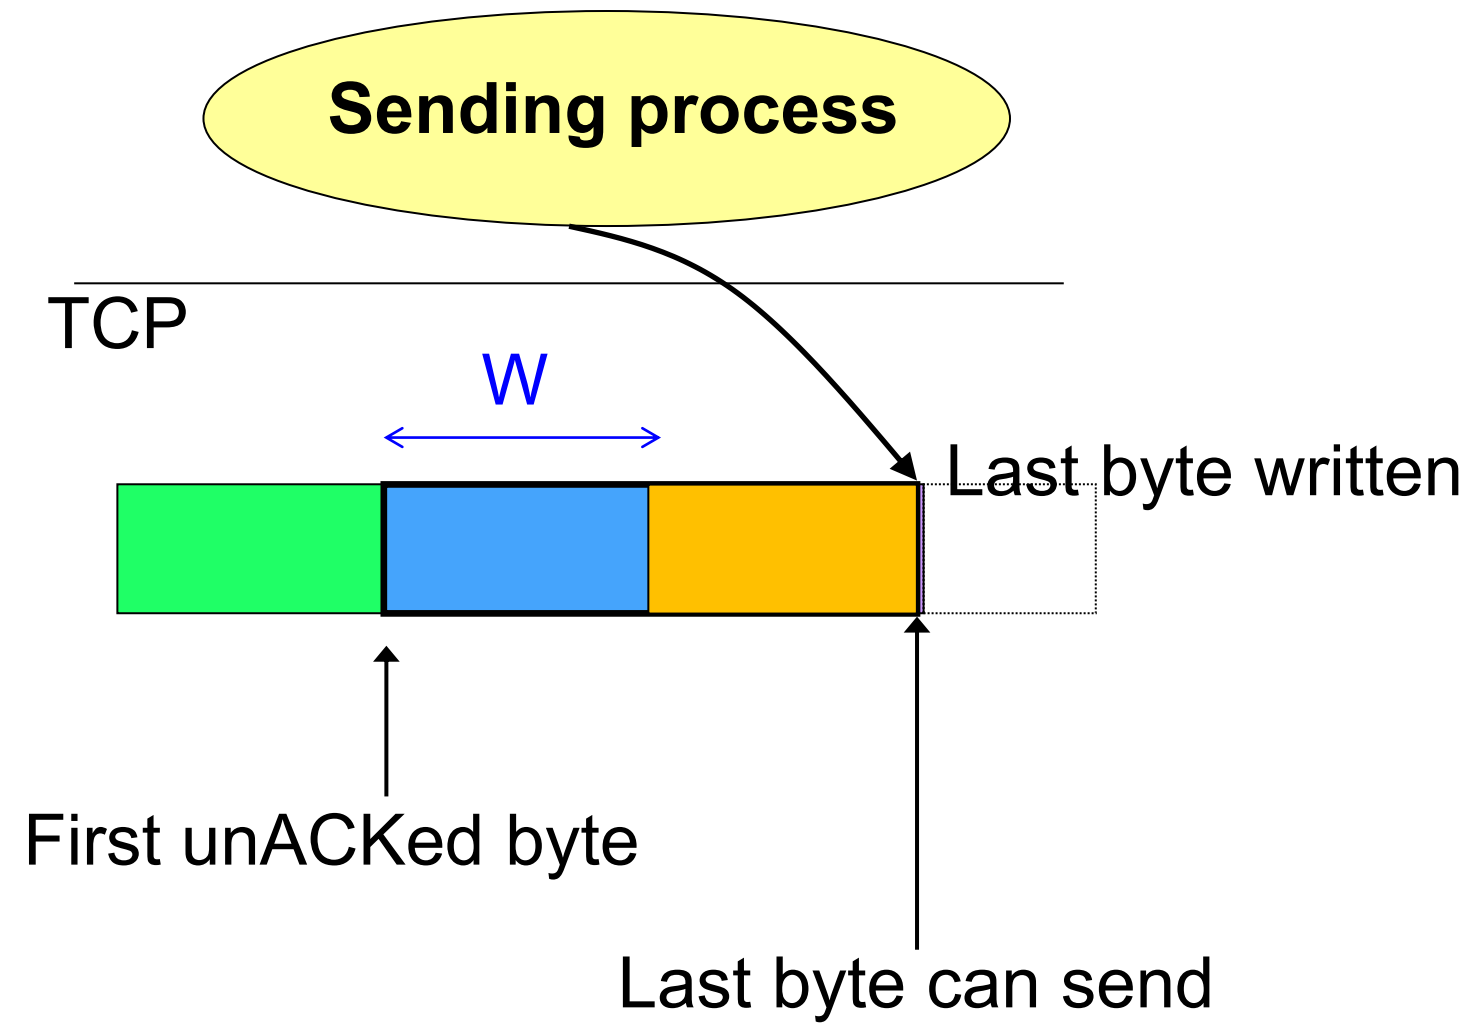 Sending process
TCP
W
Last byte written
First unACKed byte
Last byte can send